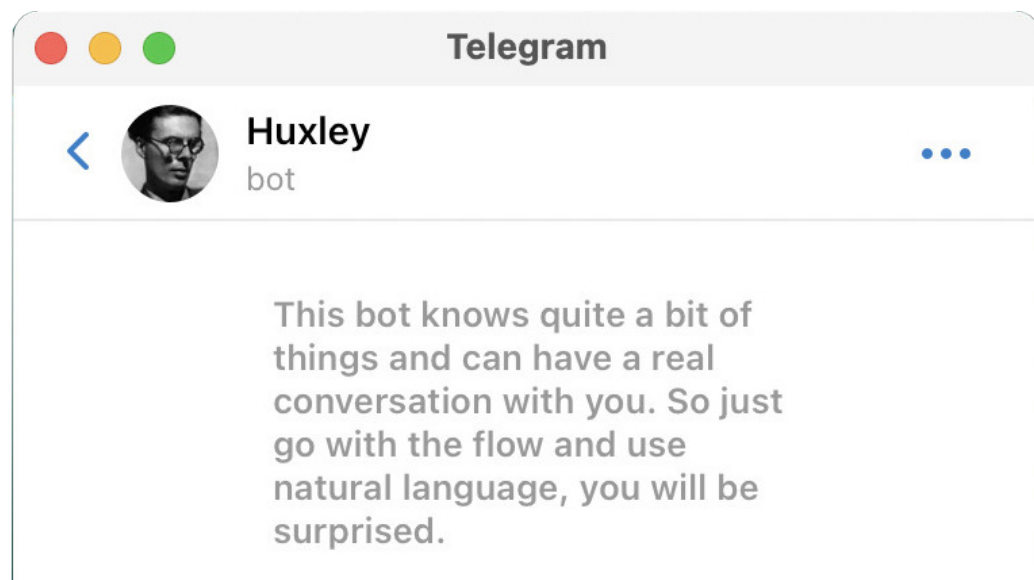 Telegram
Huxley
bot
This bot knows quite a bit of
things and can have a real
conversation with you. So just
go with the flow and use
natural language, you will be
surprised.